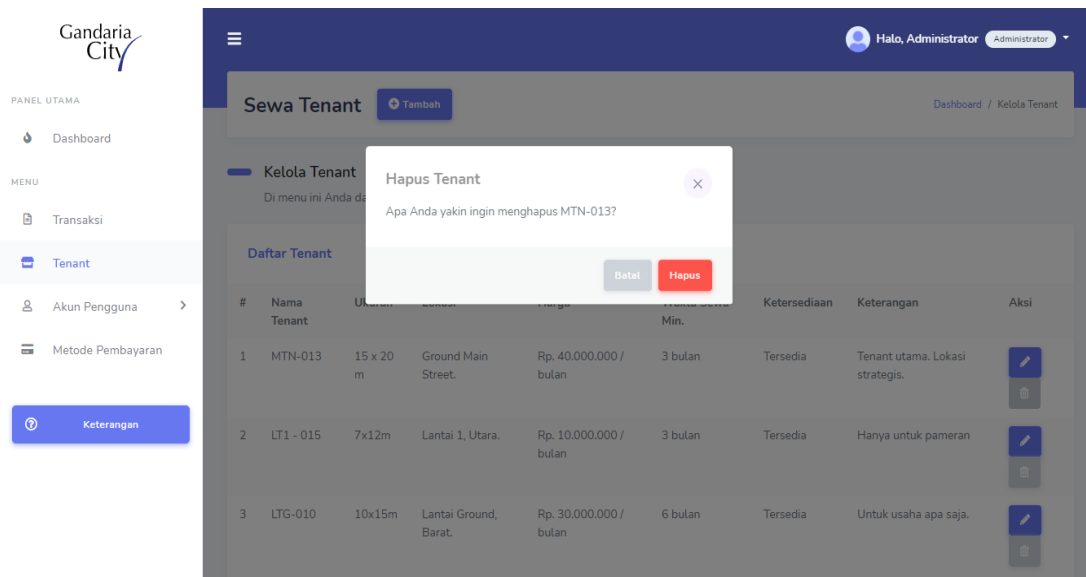 Gandaria
City
Halo, Administrator Administrator
PANEL UTAMA
Dashboard
MENU
Transaksi
Tenant
Akun Pengguna
Metode Pembayaran
Keterangan
Sewa Tenant Tambah
Dashboard / Kelola Tenant
Kelola Tenant
Di menu ini Anda
Hapus Tenant
Apa Anda yakin ingin menghapus MTN-013?
Batal Hapus
Daftar Tenant
# Nama Tenant Min. Ketersediaan Keterangan Aksi
1 MTN-013 15 x 20 Ground Main Rp. 40.000.000 / 3 bulan Tersedia Tenant utama. Lokasi
m Street. bulan strategis.
2 LT1 - 015 7x12m Lantai 1, Utara. Rp. 10.000.000 / 3 bulan Tersedia Hanya untuk pameran
bulan
3 LTG-010 10x15m Lantai Ground, Rp. 30.000.000 / 6 bulan Tersedia Untuk usaha apa saja.
Barat. bulan